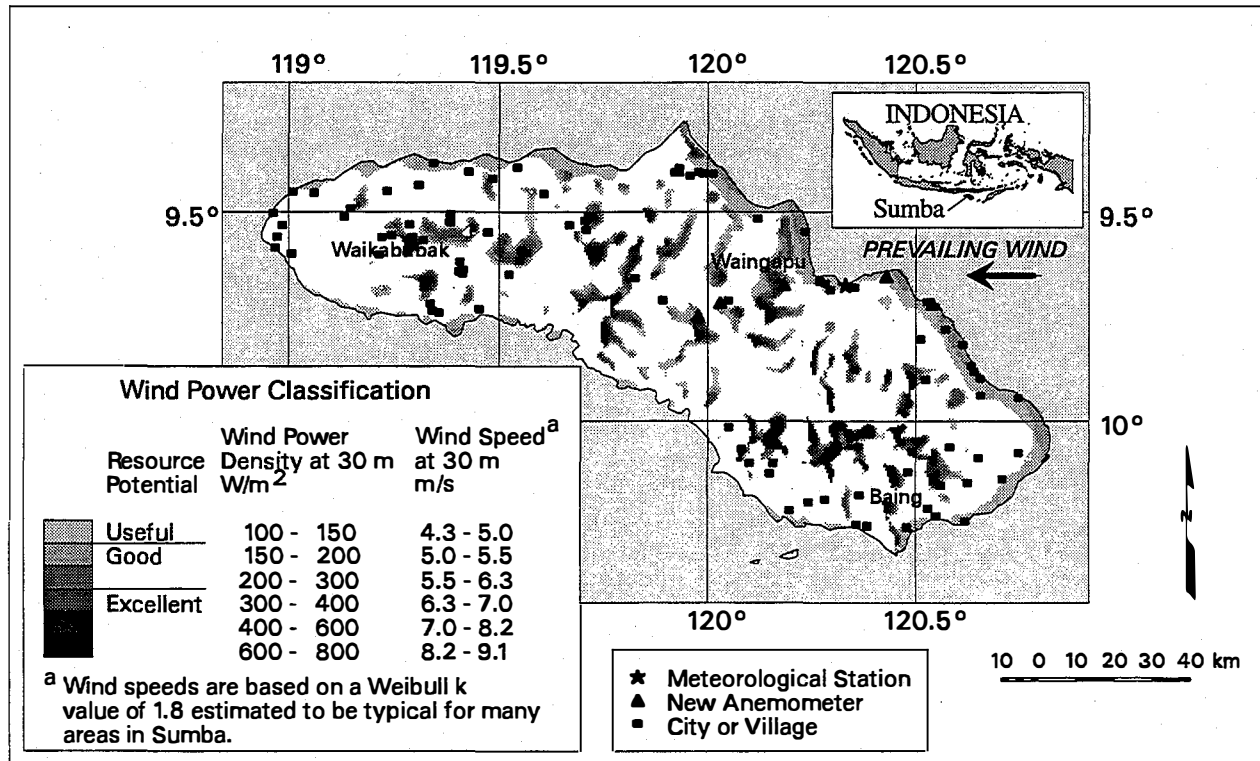 119° 119.5° 120° 120.5°
INDONESIA
Sumba
9.5° 9.5°
PREVAILING WIND
Waikabubak
Waingapu
10°
Baing
120° 120.5°
Wind Power Classification
Resource Potential
Wind Power Density at 30 m W/m2
Wind Speed a at 30 m m/s
Useful 100 - 150 4.3 - 5.0
Good 150 - 200 5.0 - 5.5
200 - 300 5.5 - 6.3
Excellent 300 - 400 6.3 - 7.0
400 - 600 7.0 - 8.2
600 - 800 8.2 - 9.1
a Wind speeds are based on a Weibull k
value of 1.8 estimated to be typical for many
areas in Sumba.
Meteorological Station
New Anemometer
City or Village
N
10 0 10 20 30 40 km